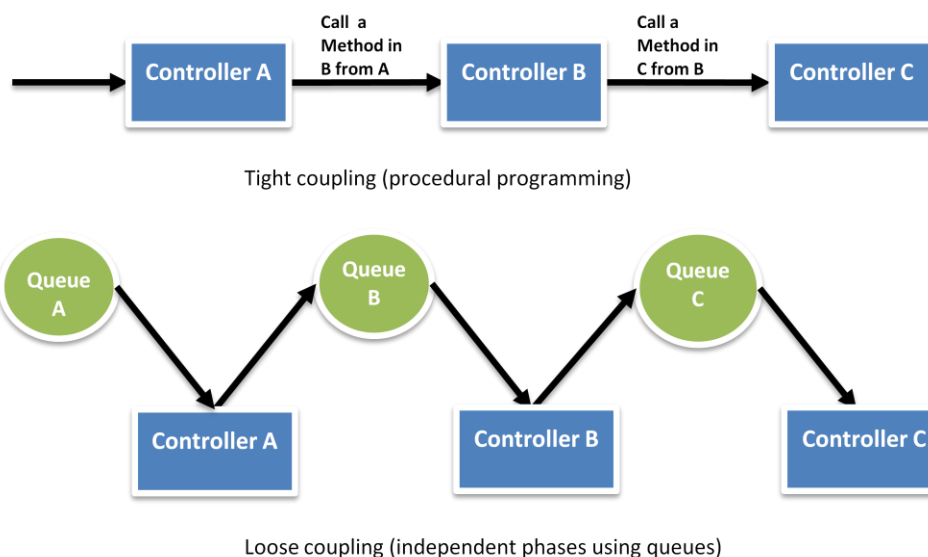 Call a
Method in
B from A
Call a
Method in
C from B
Controller A
Controller B
Controller C
Tight coupling (procedural programming)
Queue
A
Queue
B
Queue
C
Controller A
Controller B
Controller C
Loose coupling (independent phases using queues)